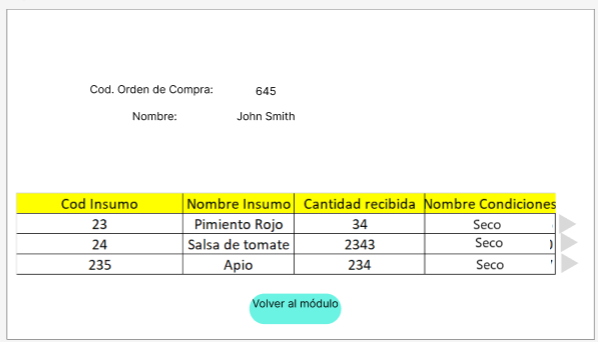 Cod. Orden de Compra: 645
Nombre: John Smith
Cod Insumo Nombre Insumo Cantidad recibida Nombre Condiciones
23 Pimiento Rojo 34 Seco
24 Salsa de tomate 2343 Seco
235 Apio 234 Seco
Volver al módulo